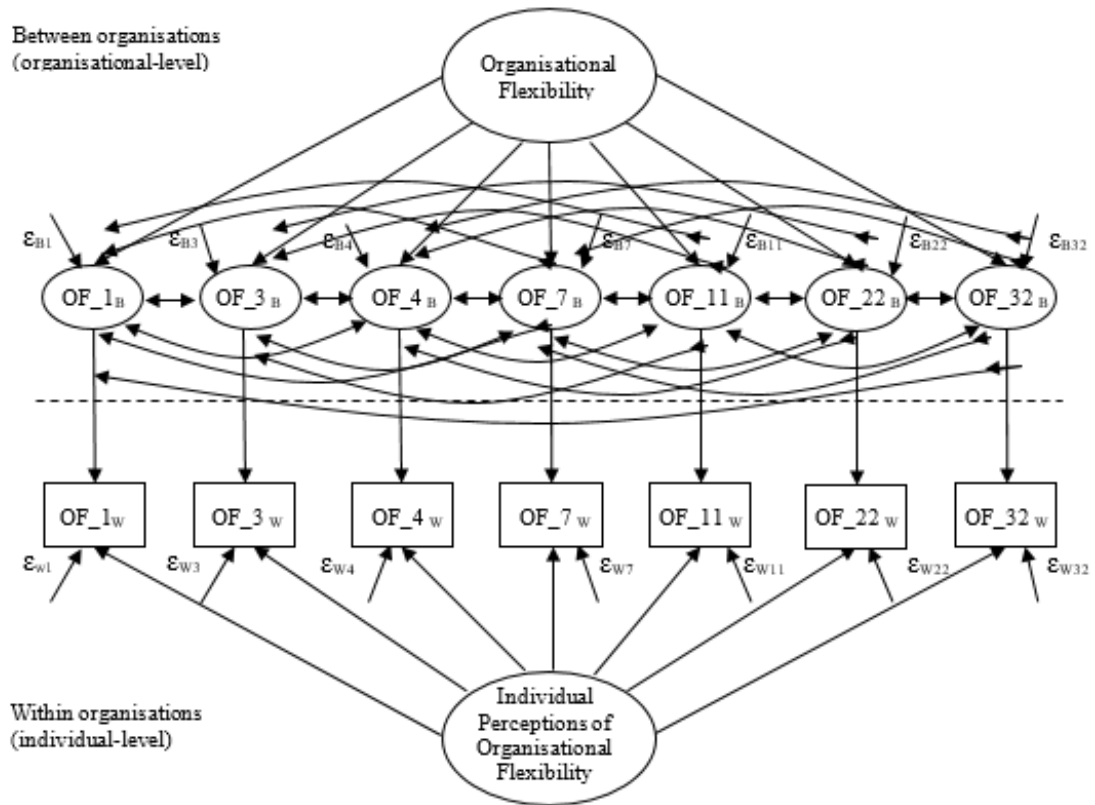 Between organisations
(organisational-level)
Organisational
Flexibility
εB1
εB3
εB4
εB7
εB11
εB22
εB32
OF_1B
OF_3 B
OF_4 B
OF_7 B
OF_11 B
OF_22 B
OF_32 B
OF_1W
OF_3 W
OF_4 W
OF_7 W
OF_11 W
OF_22 W
OF_32 W
εw1
εW3
εW4
εW7
εW11
εW22
εW32
Within organisations
(individual-level)
Individual
Perceptions of
Organisational
Flexibility